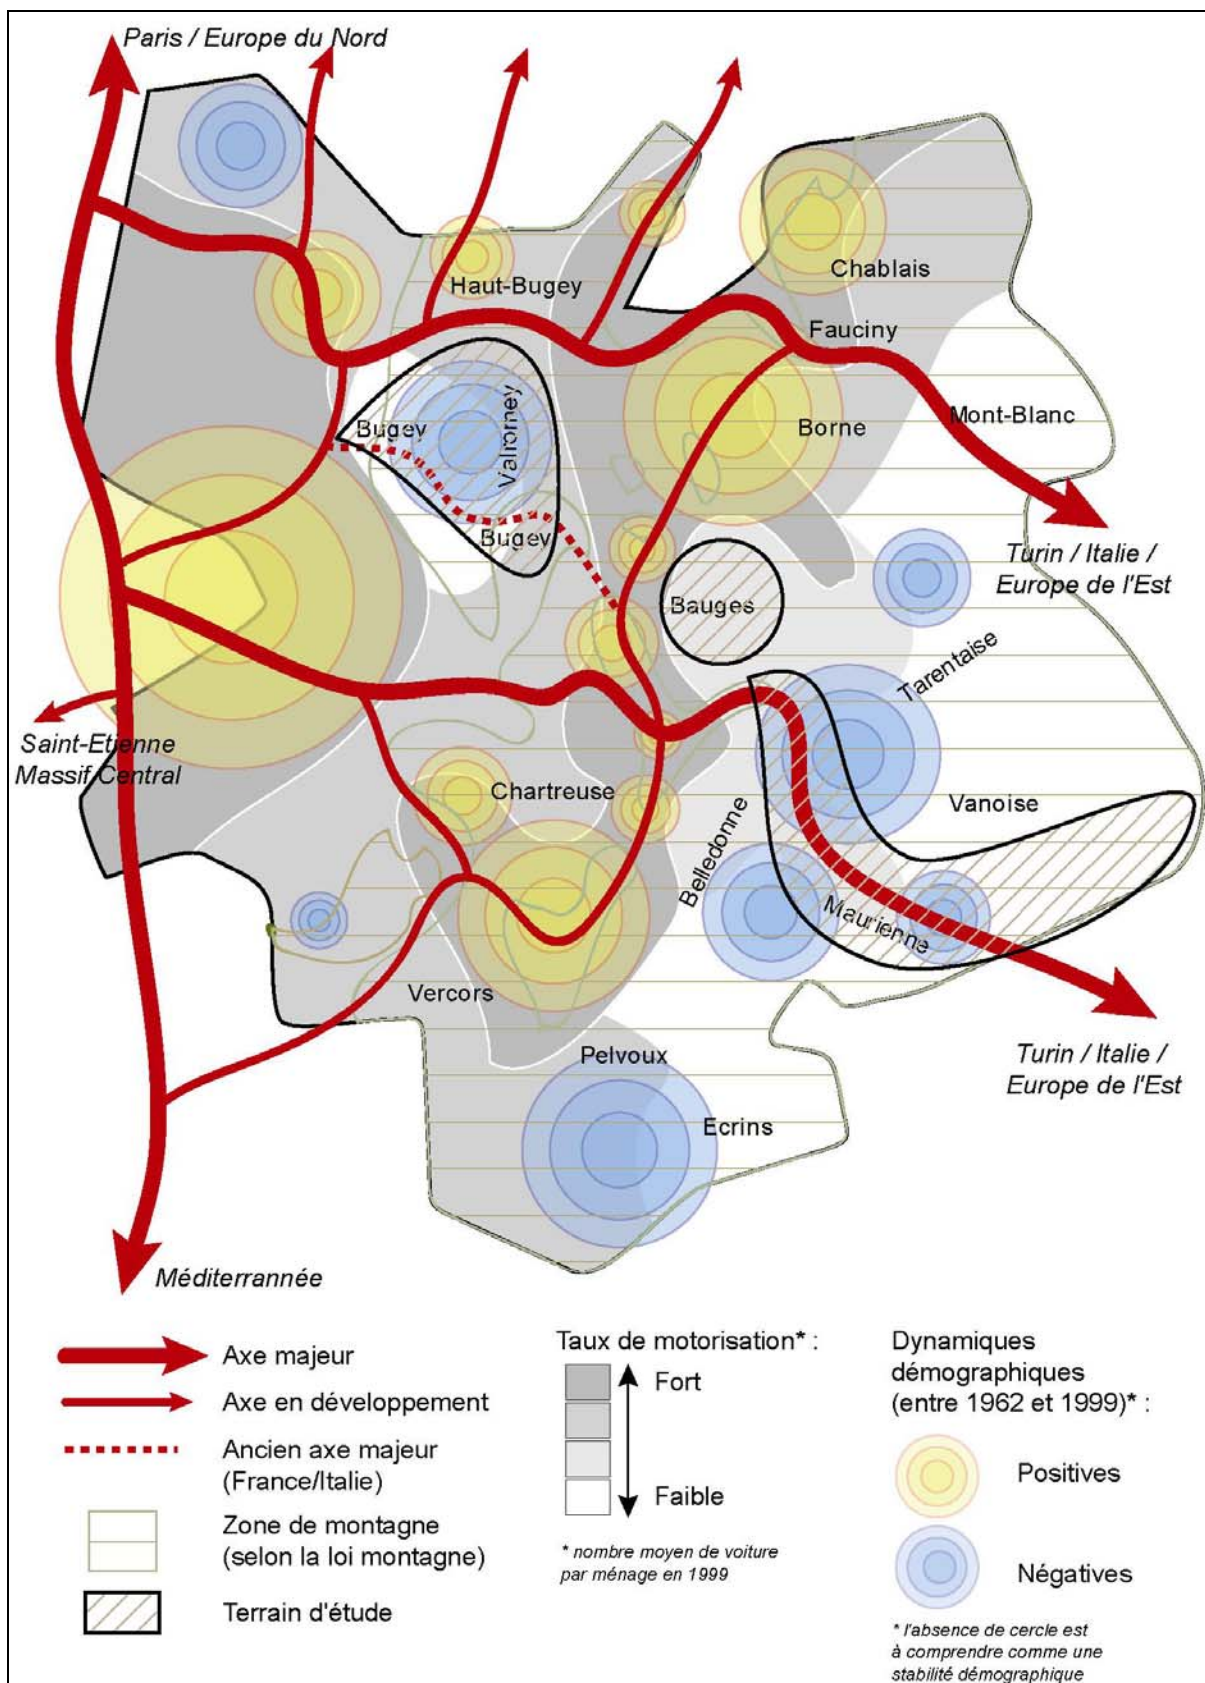 Paris / Europe du Nord
Chablais
Haut-Bugey
Fauciny
Mont-Blanc
Bugey
Valromey
Borne
Bugey
Turin / Italie /
Europe de l'Est
Bauges
Tarentaise
Saint-Etienne
Massif Central
Chartreuse
Vanoise
Belledonne
Maurienne
Vercors
Pelvoux
Turin / Italie /
Europe de l'Est
Ecrins
Méditerrannée
Axe majeur
Axe en développement
Ancien axe majeur
(France/Italie)
Zone de montagne
(selon la loi montagne)
Terrain d'étude
Taux de motorisation* :
Fort
Faible
* nombre moyen de voiture
par ménage en 1999
Dynamiques
démographiques
(entre 1962 et 1999)* :
Positives
Négatives
* l'absence de cercle est
à comprendre comme une
stabilité démographique